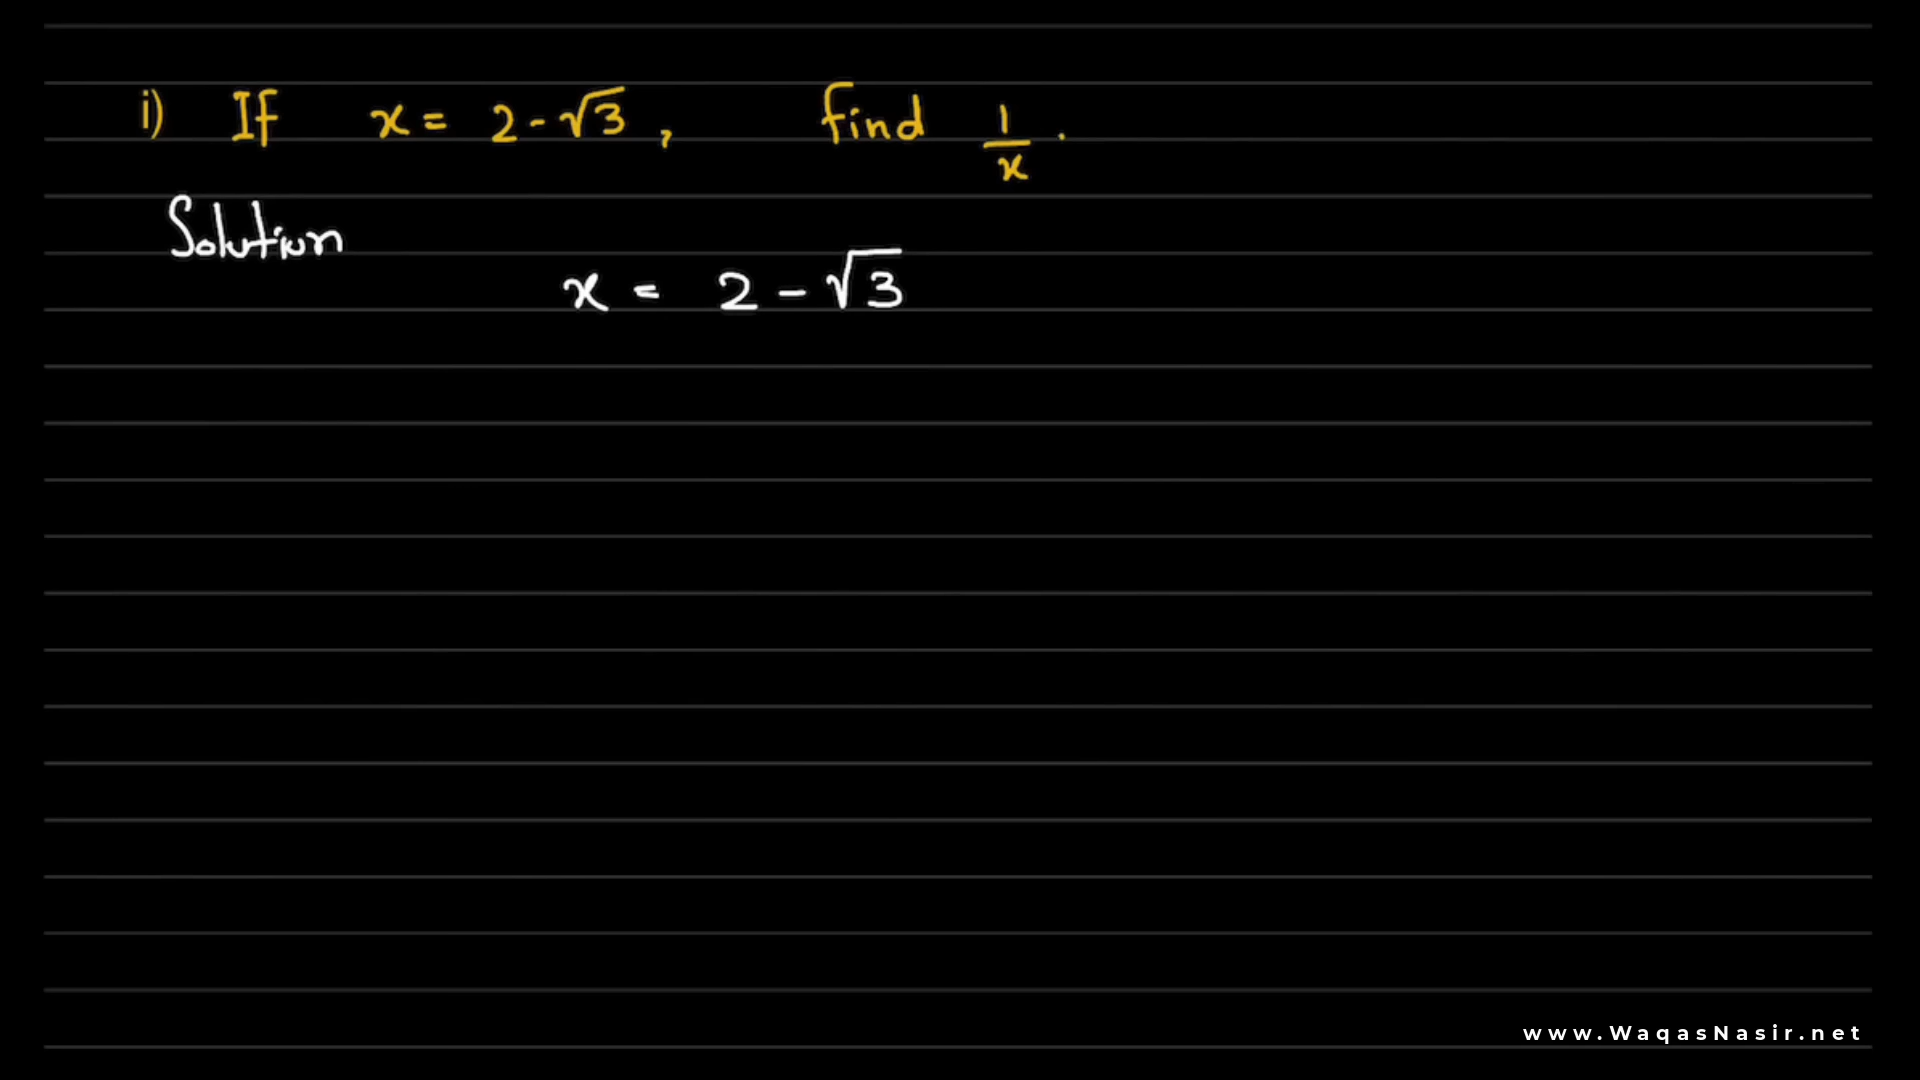 i) If x = 2-√3, find 1/x.
Solution
x = 2 - √3
www.WaqasNasir.net